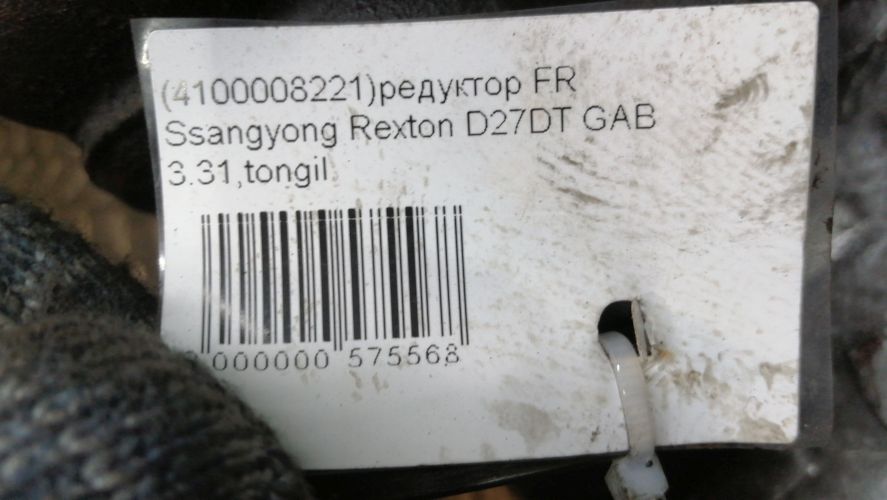 (4100008221)редуктор FR
Ssangyong Rexton D27DT GAB
3.31,tongil
000000 575568